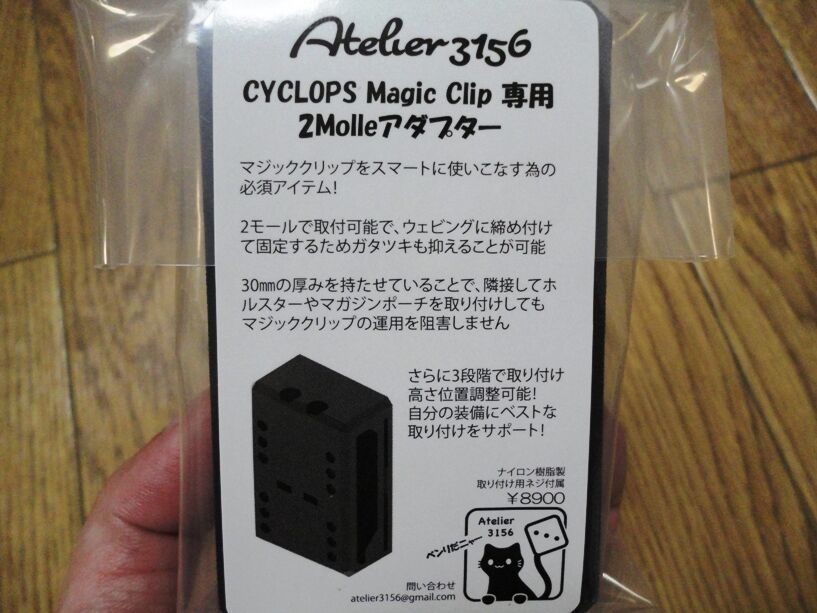 Atelier3156
CYCLOPS Magic Clip 専用
2Molleアダプター
マジッククリップをスマートに使いこなす為の
必須アイテム!
2モールで取付可能で、ウェビングに締め付け
て固定するためガタツキも抑えることが可能
30㎜の厚みを持たせていることで、隣接してホ
ルスターやマガジンポーチを取り付けしても
マジッククリップの運用を阻害しません
さらに3段階で取り付け
高さ位置調整可能!
自分の装備にベストな
取り付けをサポート!
ナイロン樹脂製
取り付け用ネジ付属
￥8900
Atelier
3156
ベンリだニャー
問い合わせ
atelier3156@gmail.com